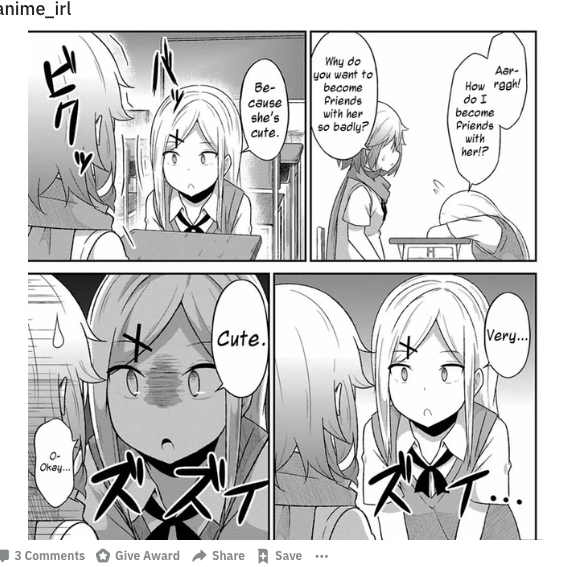 anime_irl
Aar-
rggh!
How
do I
become
friends
with
her!?
Why do
you want to
become
friends
with her
so badly?
バッ
Be-
cause
she's
cute.
ビクッ
Very...
ズイ...
Cute.
ズズイ
O-
Okay...
3 Comments Give Award Share Save ...